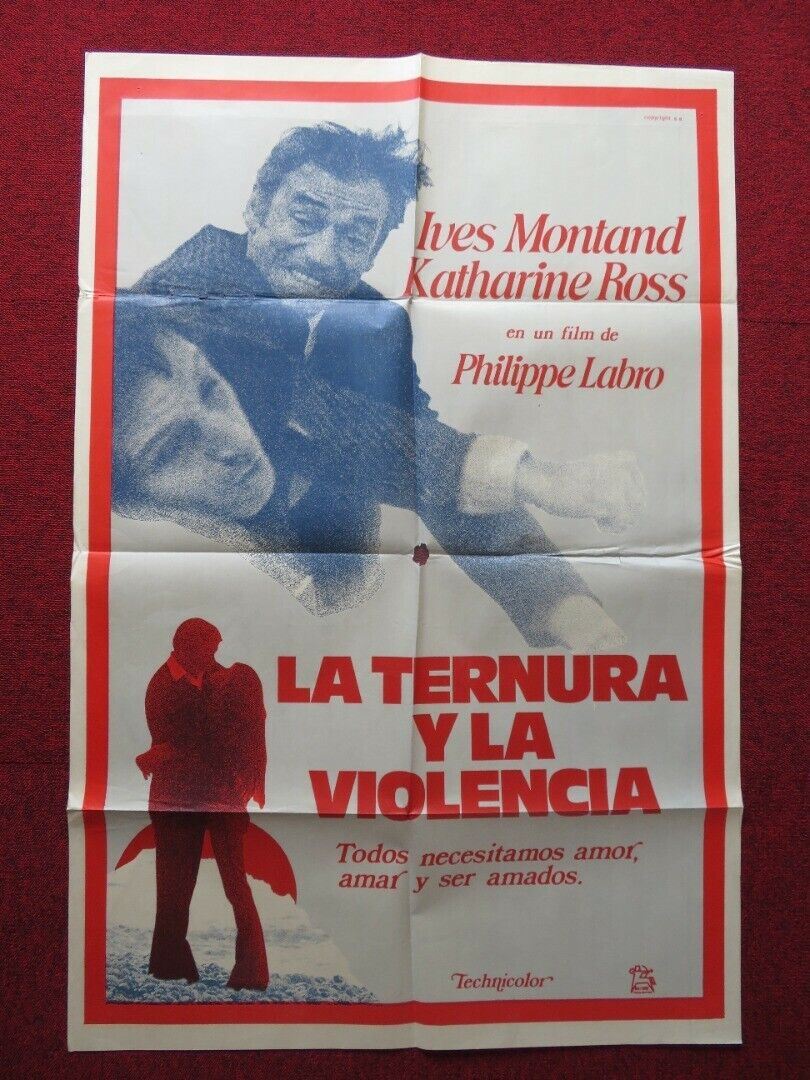 copyright s.a.
Ives Montand
Katharine Ross
en un film de
Philippe Labro
LA TERNURA
Y LA
VIOLENCIA
Todos necesitamos amor,
amar y ser amados.
Technicolor